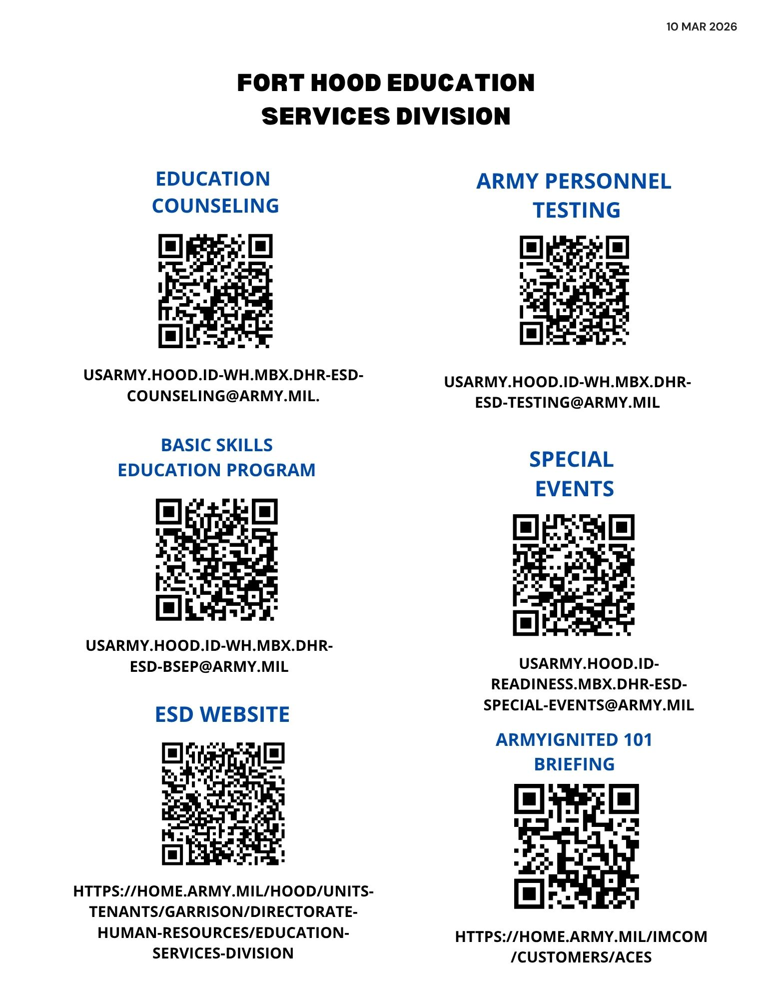 10 MAR 2026
FORT HOOD EDUCATION
SERVICES DIVISION
EDUCATION
COUNSELING
USARMY.HOOD.ID-WH.MBX.DHR-ESD-
COUNSELING@ARMY.MIL.
ARMY PERSONNEL
TESTING
USARMY.HOOD.ID-WH.MBX.DHR-
ESD-TESTING@ARMY.MIL
BASIC SKILLS
EDUCATION PROGRAM
USARMY.HOOD.ID-WH.MBX.DHR-
ESD-BSEP@ARMY.MIL
SPECIAL
EVENTS
USARMY.HOOD.ID-
READINESS.MBX.DHR-ESD-
SPECIAL-EVENTS@ARMY.MIL
ESD WEBSITE
HTTPS://HOME.ARMY.MIL/HOOD/UNITS-
TENANTS/GARRISON/DIRECTORATE-
HUMAN-RESOURCES/EDUCATION-
SERVICES-DIVISION
ARMYIGNITED 101
BRIEFING
HTTPS://HOME.ARMY.MIL/IMCOM
/CUSTOMERS/ACES